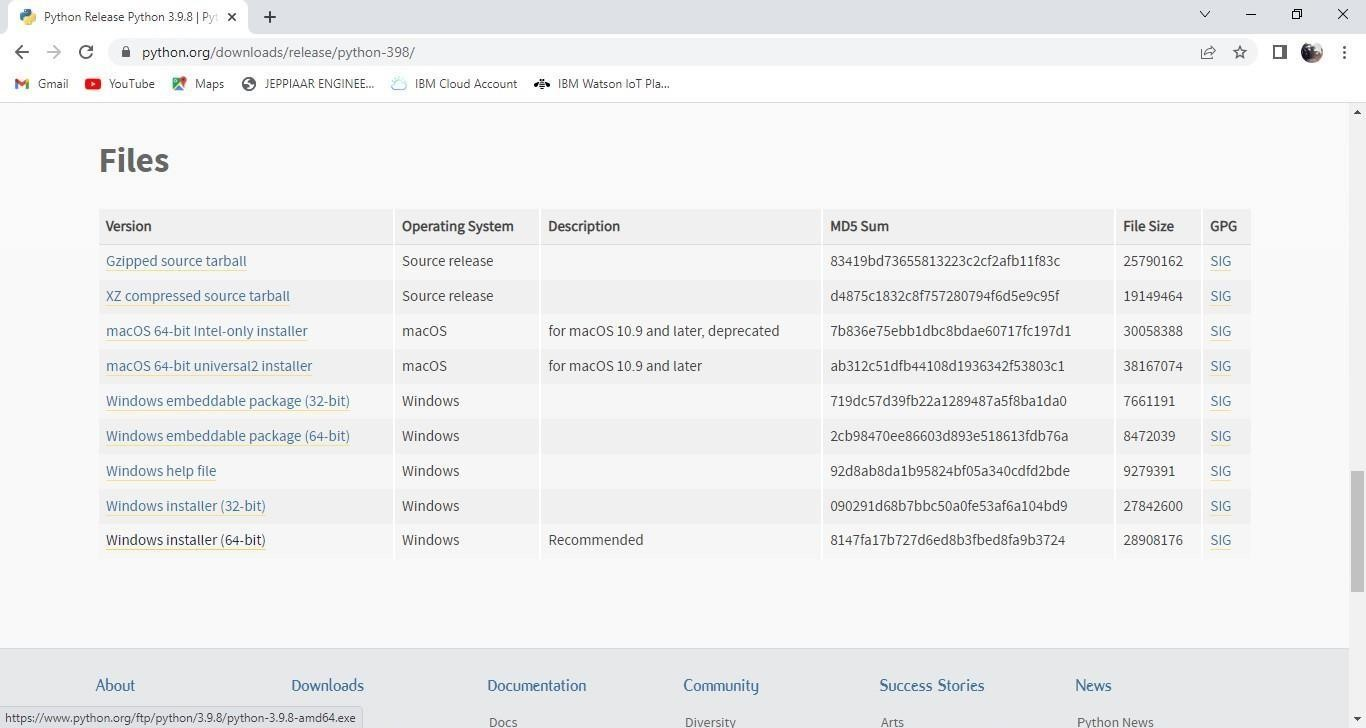 Python Release Python 3.9.8 | Pyt
python.org/downloads/release/python-398/
Gmail YouTube Maps JEPPIAAR ENGINEE... IBM Cloud Account IBM Watson IoT Pla...
Files
Version Operating System Description MD5 Sum File Size GPG
Gzipped source tarball Source release 83419bd73655813223c2cf2afb11f83c 25790162 SIG
XZ compressed source tarball Source release d4875c1832c8f757280794f6d5e9c95f 19149464 SIG
macOS 64-bit Intel-only installer macOS for macOS 10.9 and later, deprecated 7b836e75ebb1dbc8bdae60717fc197d1 30058388 SIG
macOS 64-bit universal2 installer macOS for macOS 10.9 and later ab312c51dfb44108d1936342f53803c1 38167074 SIG
Windows embeddable package (32-bit) Windows 719dc57d39fb22a1289487a5f8ba1da0 7661191 SIG
Windows embeddable package (64-bit) Windows 2cb98470ee86603d893e518613fdb76a 8472039 SIG
Windows help file Windows 92d8ab8da1b95824bf05a340cdfd2bde 9279391 SIG
Windows installer (32-bit) Windows 090291d68b7bbc50a0fe53af6a104bd9 27842600 SIG
Windows installer (64-bit) Windows Recommended 8147fa17b727d6ed8b3fbed8fa9b3724 28908176 SIG
About Downloads Documentation Community Success Stories News
https://www.python.org/ftp/python/3.9.8/python-3.9.8-amd64.exe Docs Diversity Arts Python News